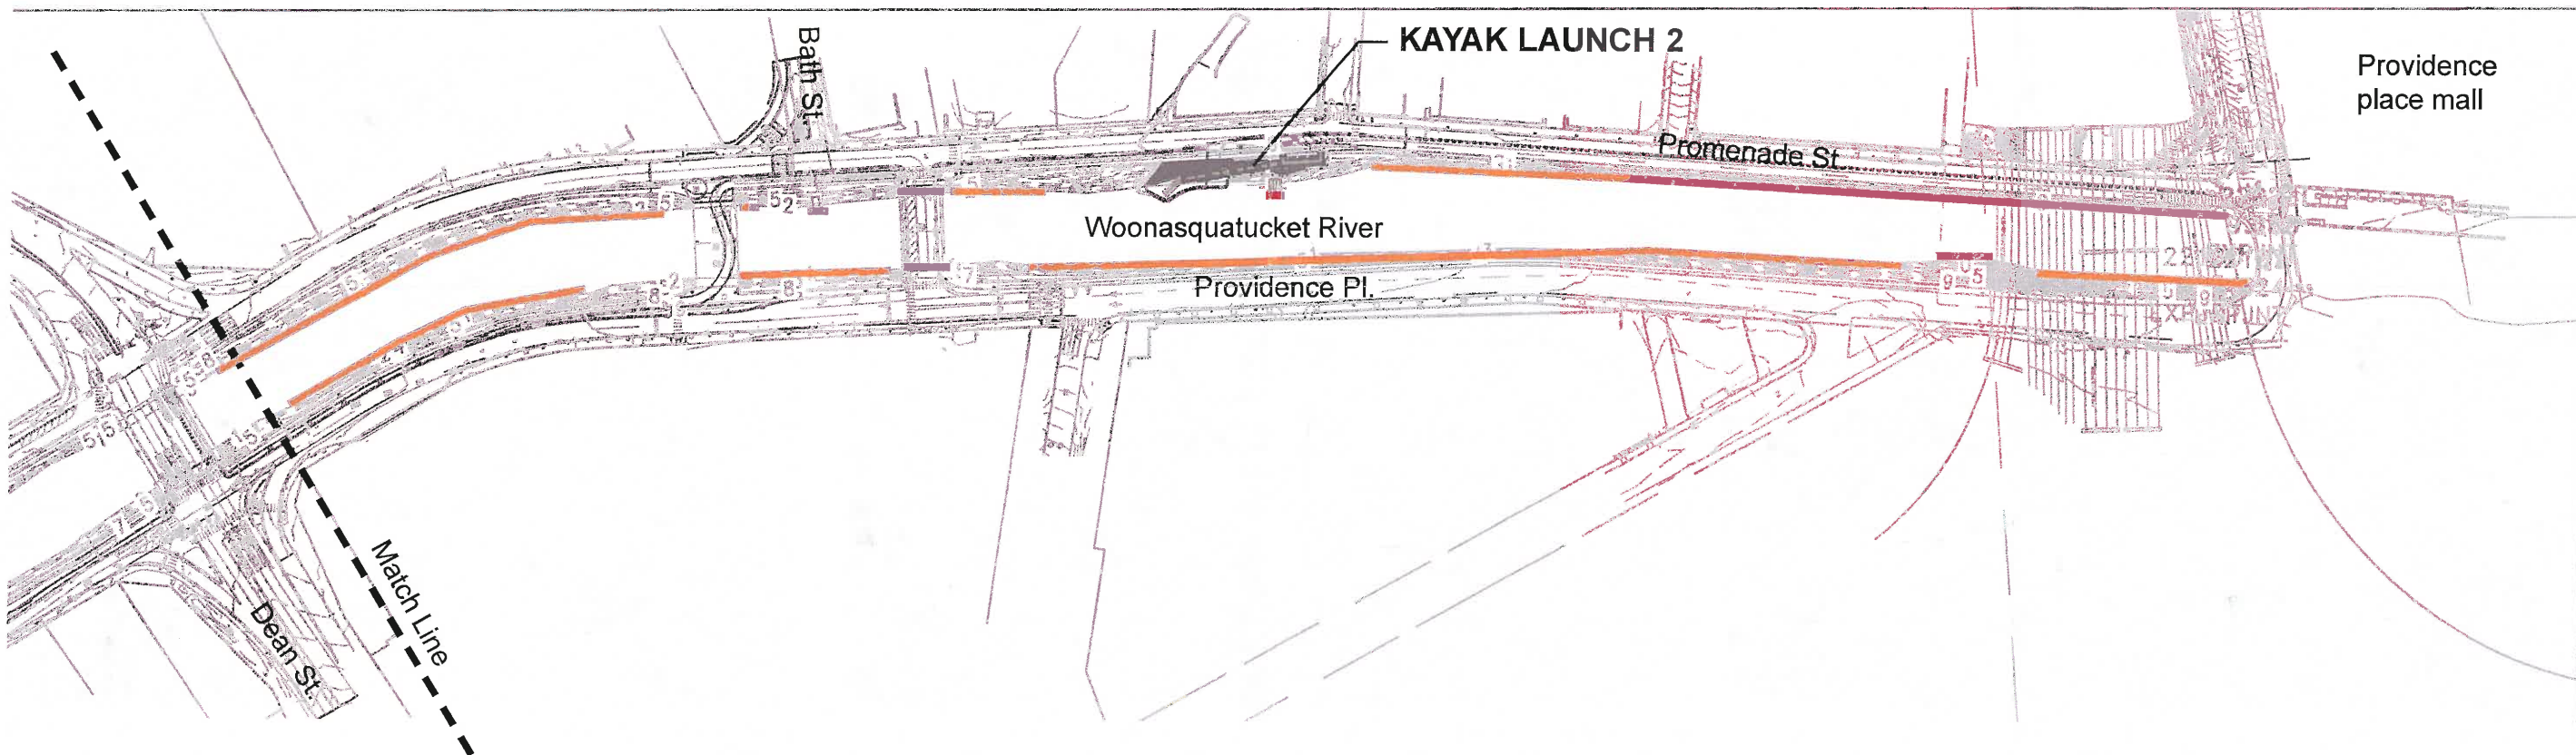 KAYAK LAUNCH 2
Providence
place mall
Bath St.
Promenade St.
Woonasquatucket River
Providence Pl.
Match Line
Dean St.